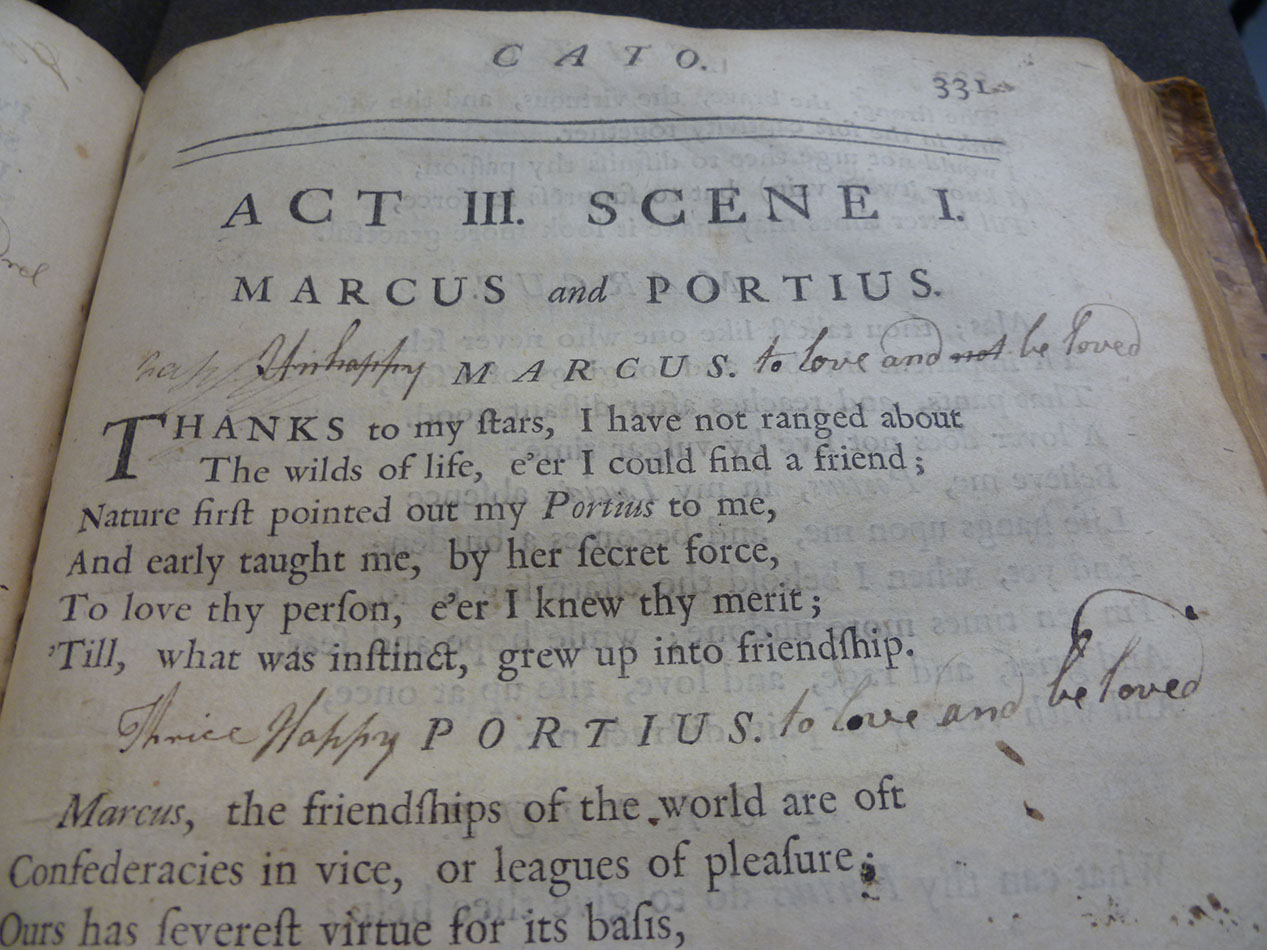 CATO.
331
ACT III. SCENE I.
MARCUS and PORTIUS.
happy Unhappy MARCUS. to love and not be loved
THANKS to my ſtars, I have not ranged about
The wilds of life, e'er I could find a friend;
Nature firſt pointed out my Portius to me,
And early taught me, by her ſecret force,
To love thy perſon, e'er I knew thy merit;
'Till, what was inſtinct, grew up into friendſhip.
Thrice Happy PORTIUS. to love and be loved
Marcus, the friendſhips of the world are oft
Confederacies in vice, or leagues of pleaſure;
Ours has ſevereſt virtue for its baſis,